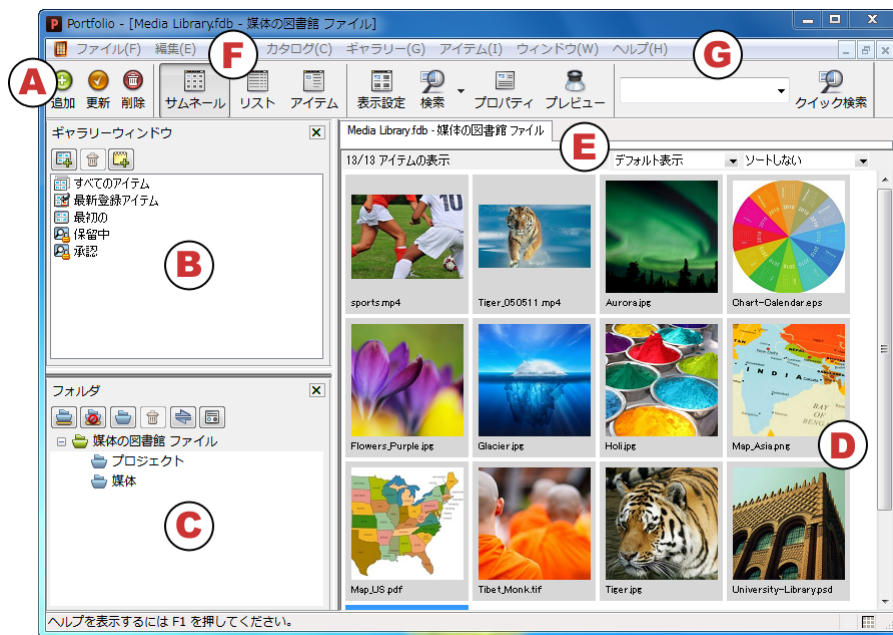 Portfolio - [Media Library.fdb - 媒体の図書館 ファイル]
ファイル(F) 編集(E) カタログ(C) ギャラリー(G) アイテム(I) ウィンドウ(W) ヘルプ(H)
A
F
G
追加 更新 削除 サムネール リスト アイテム 表示設定 検索 プロパティ プレビュー クイック検索
ギャラリーウィンドウ
すべてのアイテム
最新登録アイテム
最初の
保留中
承認
B
フォルダ
媒体の図書館 ファイル
プロジェクト
媒体
C
Media Library.fdb - 媒体の図書館 ファイル
E
13/13 アイテムの表示 デフォルト表示 ソートしない
10
sports.mp4 Tiger_050511.mp4 Aurora.jpg Chart-Calendar.eps
INDIA
BAY OF
Flowers_Purple.jpg Glacier.jpg Holi.jpg Map_Asia.png
D
Map_US.pdf Tibet_Monk.tif Tiger.jpg University-Library.psd
ヘルプを表示するには F1 を押してください。